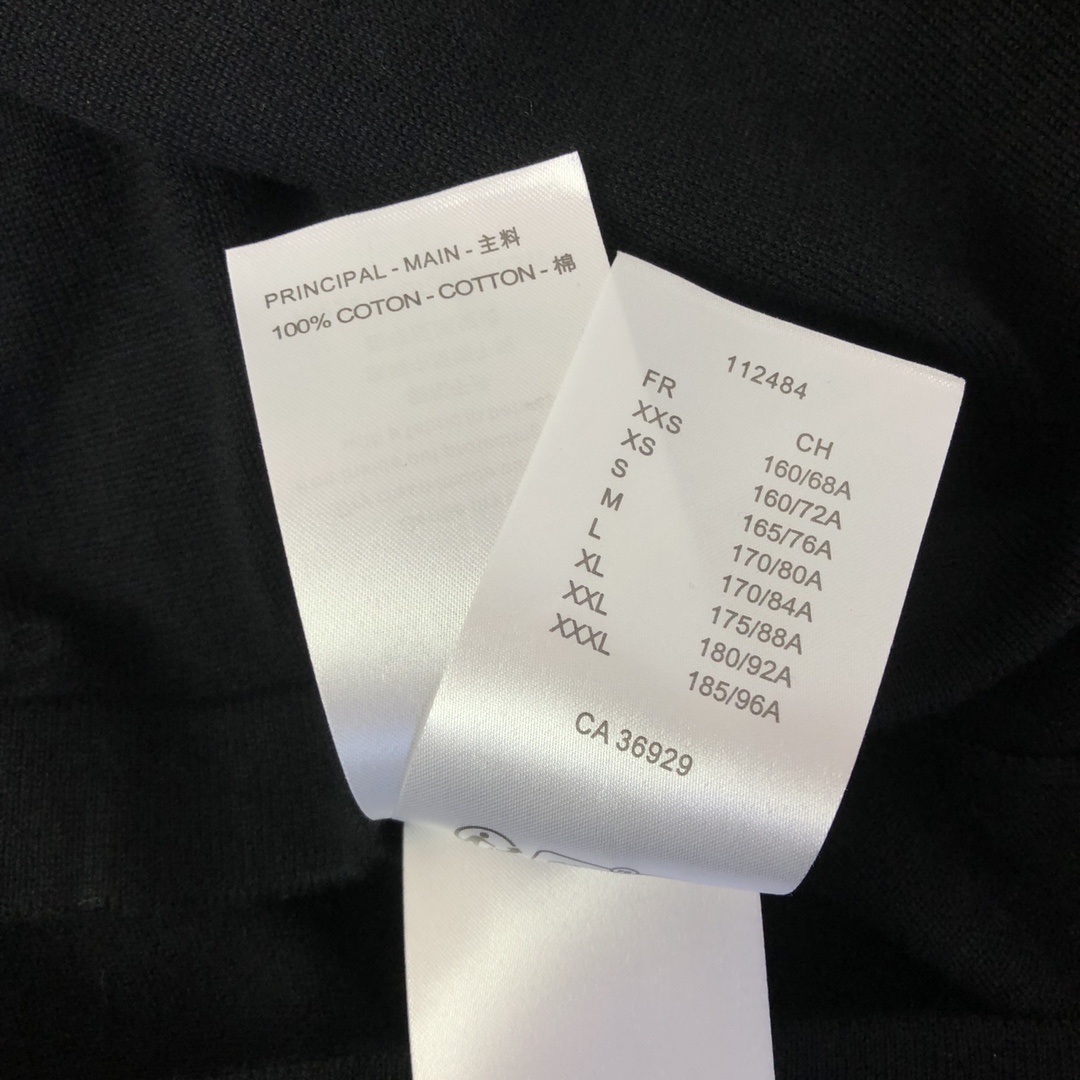 PRINCIPAL - MAIN - 主料
100% COTON - COTTON - 棉
112484
FR CH
XXS 160/68A
XS 160/72A
S 165/76A
M 170/80A
L 170/84A
XL 175/88A
XXL 180/92A
XXXL 185/96A
CA 36929